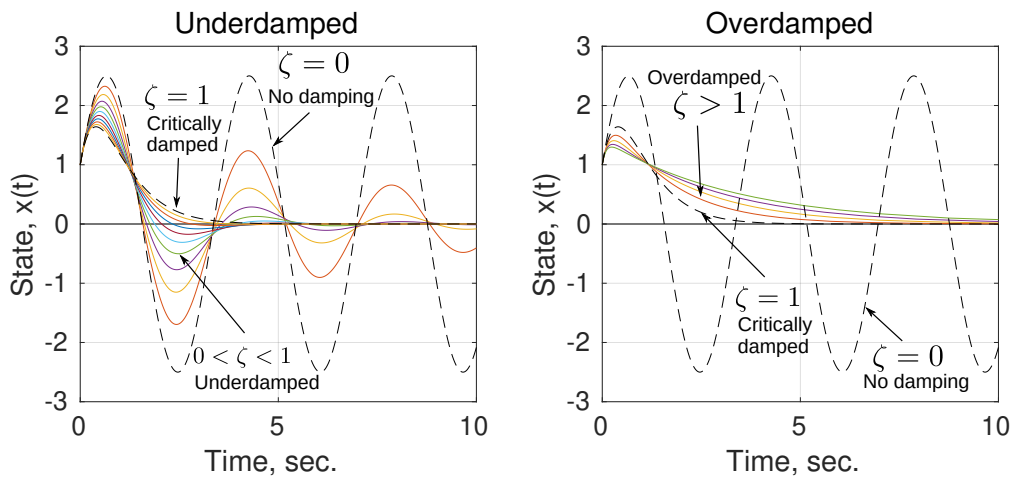 Underdamped
3
2
1
0
-1
-2
-3
0
5
10
State, x(t)
Time, sec.
ζ = 0
No damping
ζ = 1
Critically
damped
0 < ζ < 1
Underdamped
Overdamped
3
2
1
0
-1
-2
-3
0
5
10
State, x(t)
Time, sec.
Overdamped
ζ > 1
ζ = 1
Critically
damped
ζ = 0
No damping